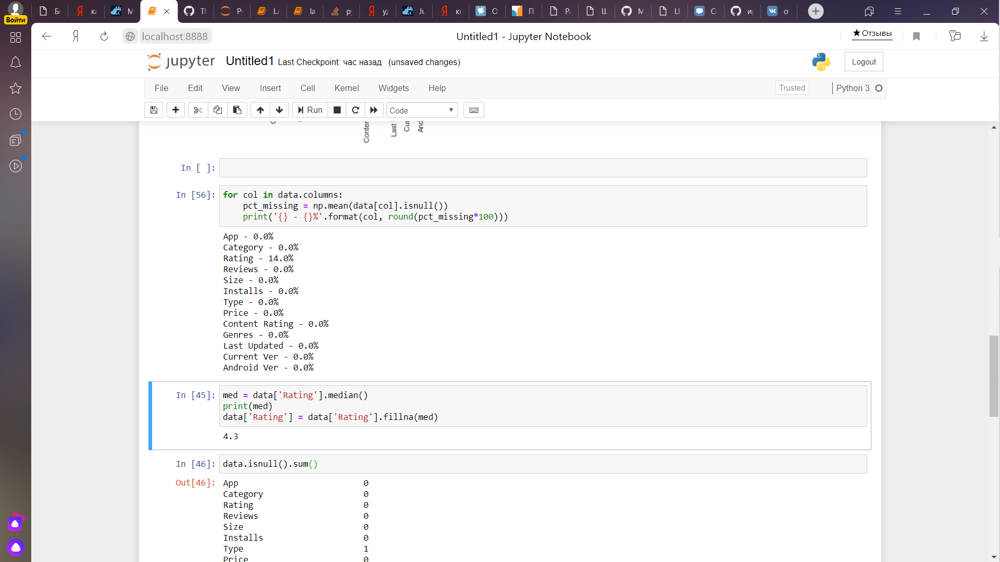 Войти
localhost:8888
Untitled1 - Jupyter Notebook
★ Отзывы
jupyter
Untitled1 Last Checkpoint: час назад (unsaved changes)
Logout
File Edit View Insert Cell Kernel Widgets Help
Trusted
Python 3
Run
Code
Conter
Last
Cur
And
In [ ]:
In [56]: for col in data.columns:
pct_missing = np.mean(data[col].isnull())
print('{} - {}%'.format(col, round(pct_missing*100)))
App - 0.0%
Category - 0.0%
Rating - 14.0%
Reviews - 0.0%
Size - 0.0%
Installs - 0.0%
Type - 0.0%
Price - 0.0%
Content Rating - 0.0%
Genres - 0.0%
Last Updated - 0.0%
Current Ver - 0.0%
Android Ver - 0.0%
In [45]: med = data['Rating'].median()
print(med)
data['Rating'] = data['Rating'].fillna(med)
4.3
In [46]: data.isnull().sum()
Out[46]: App 0
Category 0
Rating 0
Reviews 0
Size 0
Installs 0
Type 1
Price 0